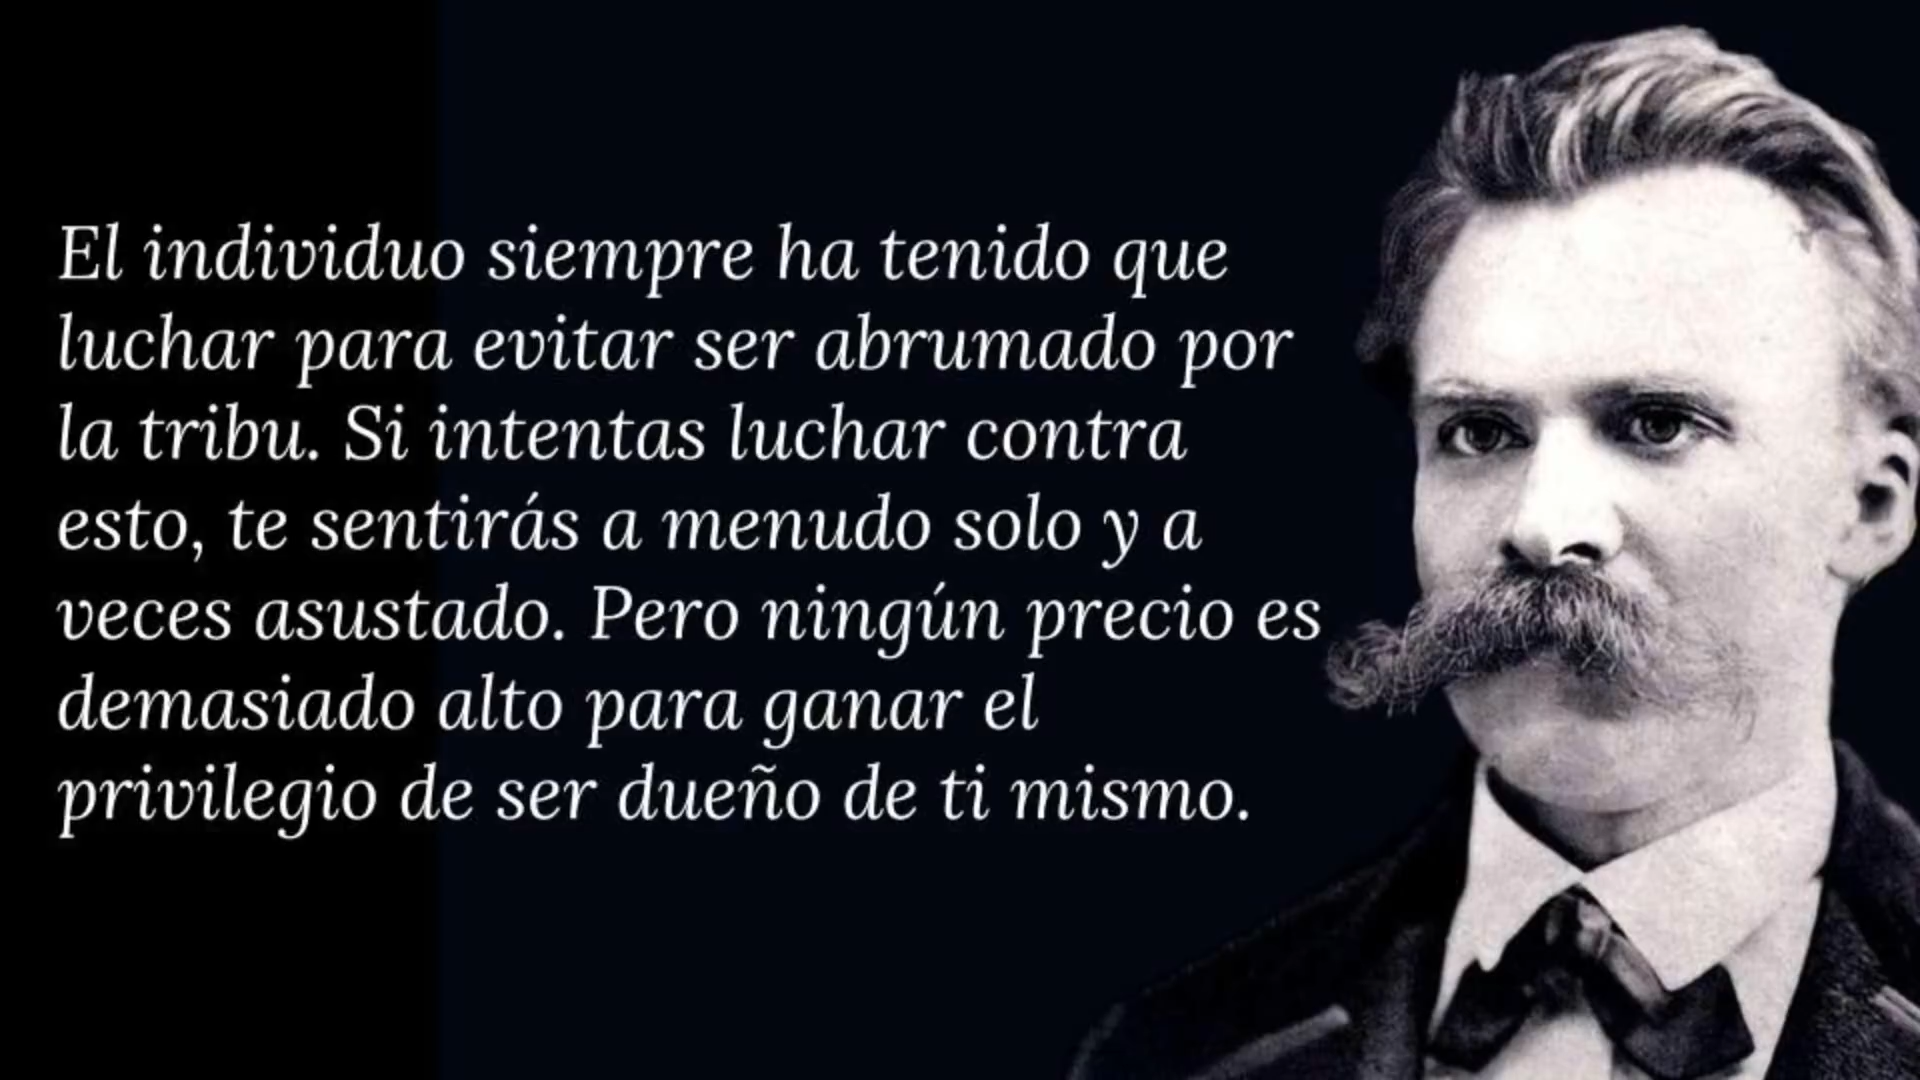 El individuo siempre ha tenido que
luchar para evitar ser abrumado por
la tribu. Si intentas luchar contra
esto, te sentirás a menudo solo y a
veces asustado. Pero ningún precio es
demasiado alto para ganar el
privilegio de ser dueño de ti mismo.